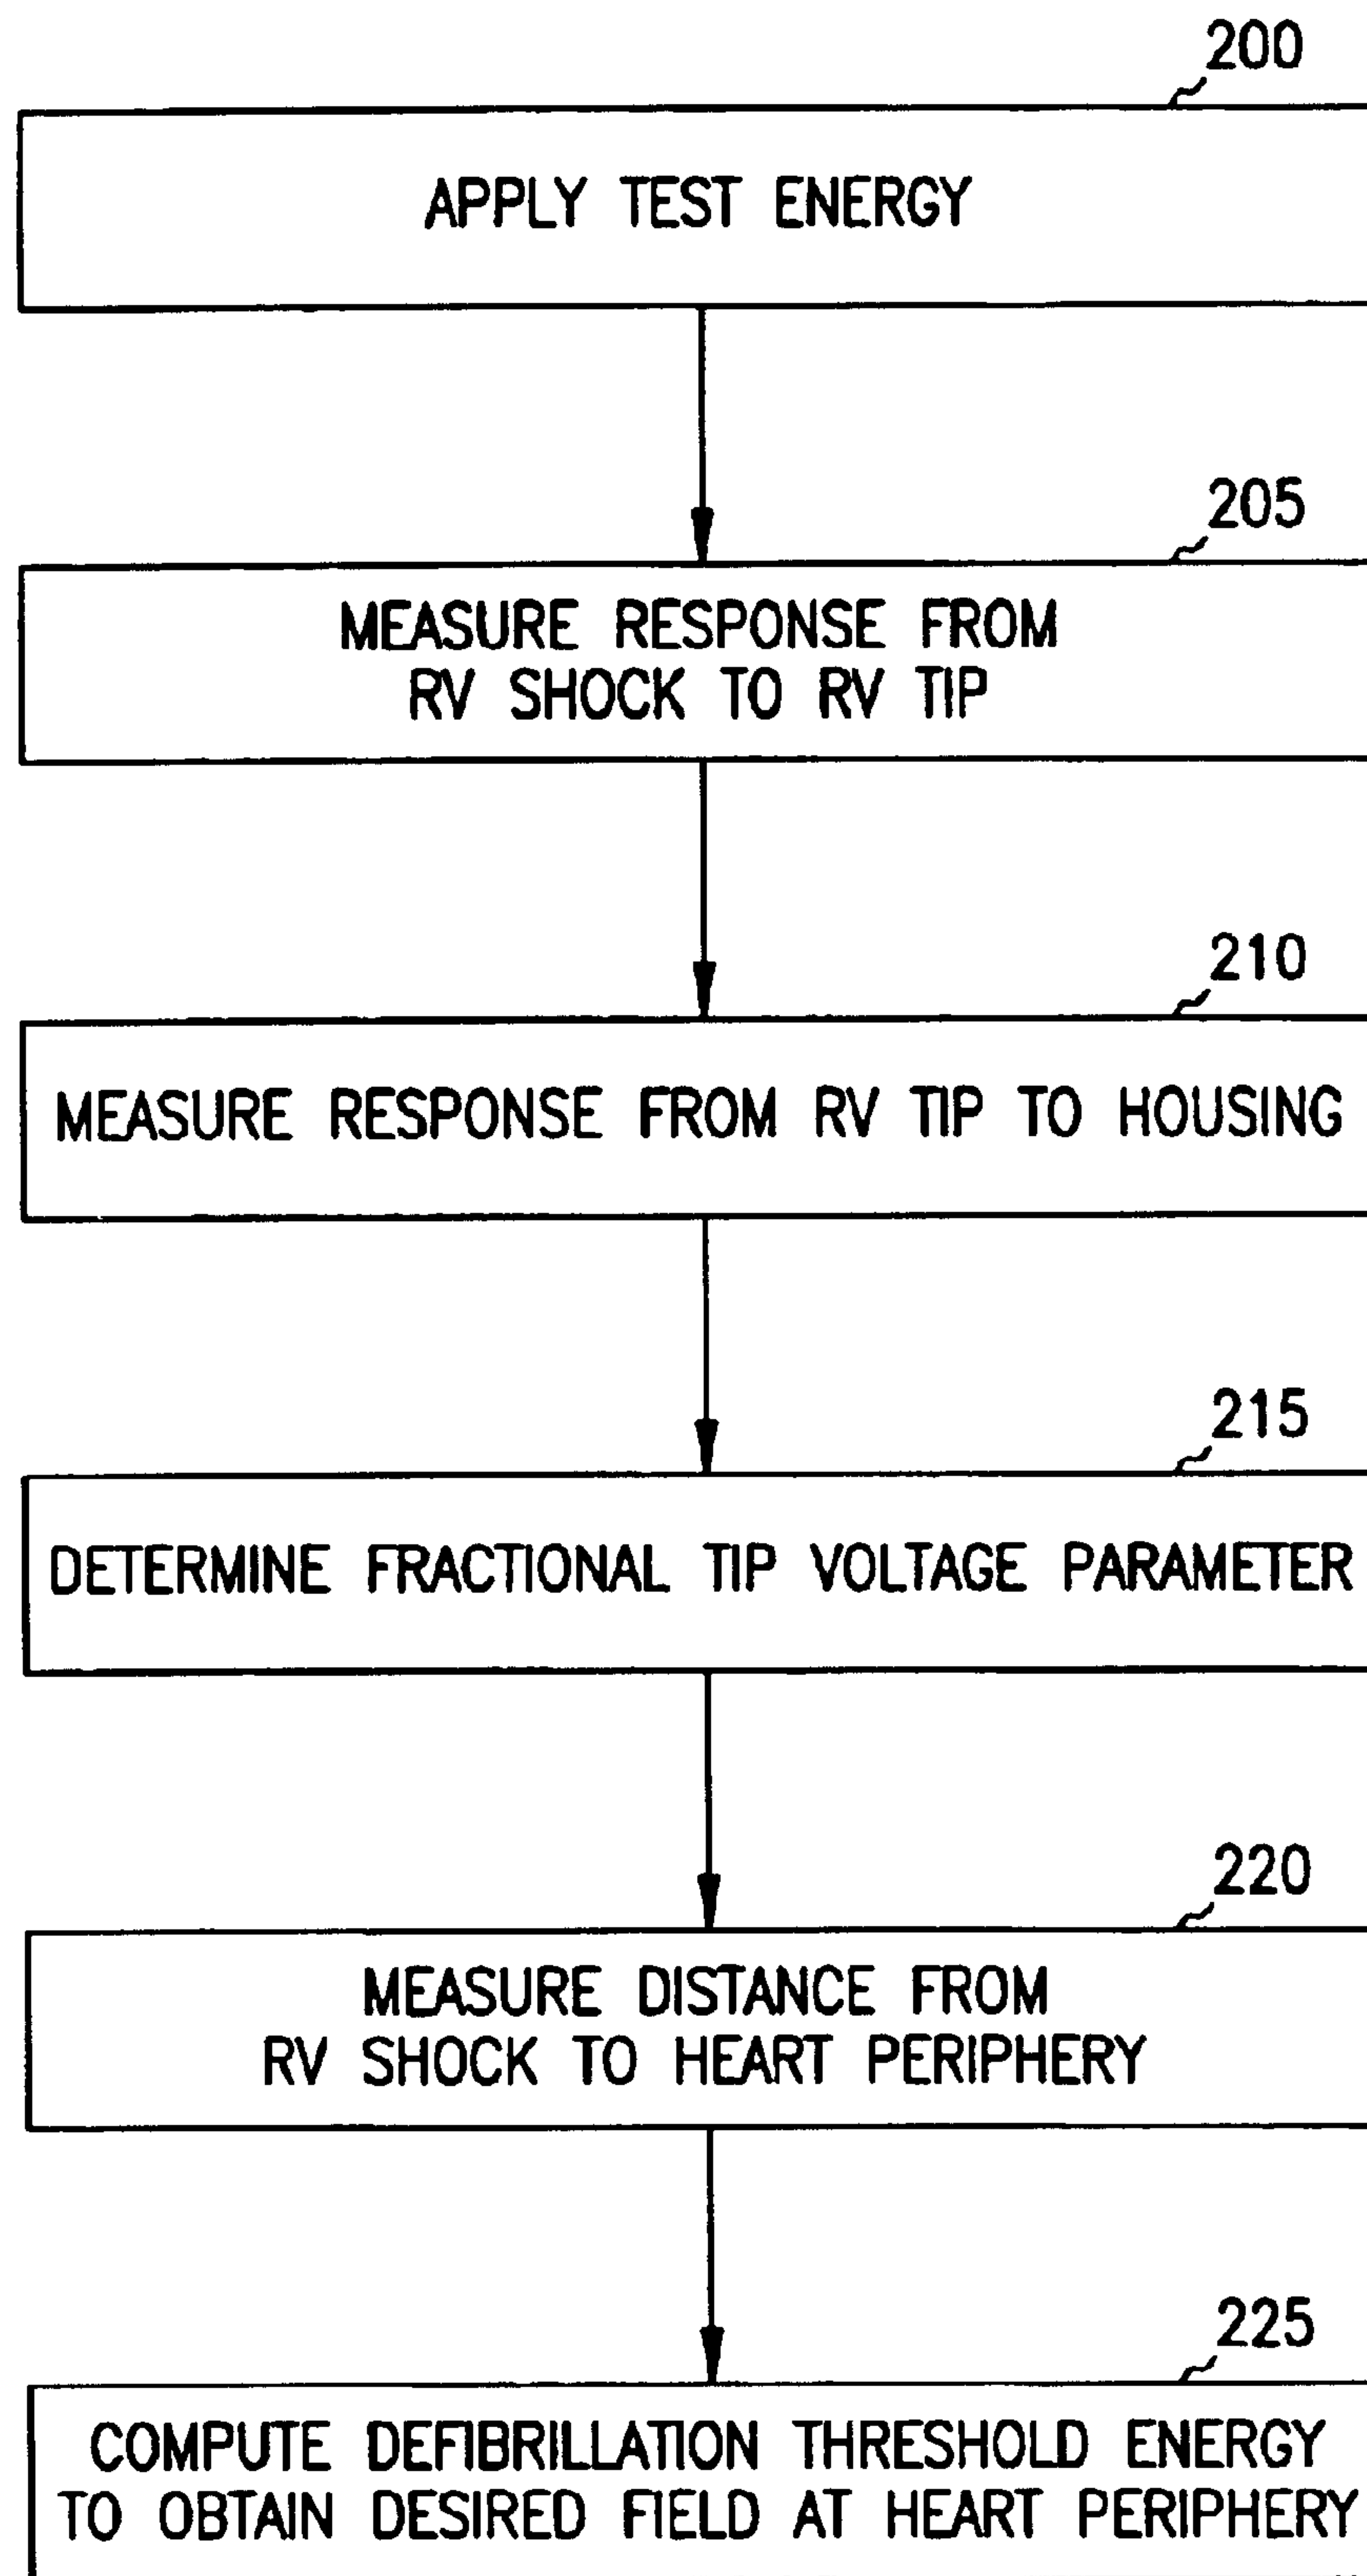 200
APPLY TEST ENERGY
205
MEASURE RESPONSE FROM
RV SHOCK TO RV TIP
210
MEASURE RESPONSE FROM RV TIP TO HOUSING
215
DETERMINE FRACTIONAL TIP VOLTAGE PARAMETER
220
MEASURE DISTANCE FROM
RV SHOCK TO HEART PERIPHERY
225
COMPUTE DEFIBRILLATION THRESHOLD ENERGY
TO OBTAIN DESIRED FIELD AT HEART PERIPHERY